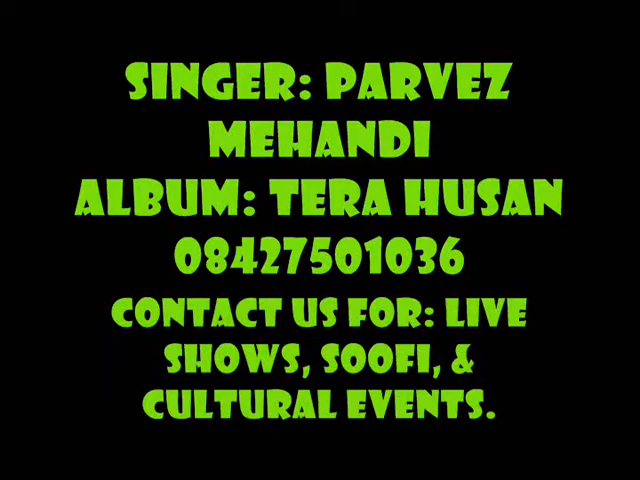 SINGER: PARVEZ
MEHANDI
ALBUM: TERA HUSAN
08427501036
CONTACT US FOR: LIVE
SHOWS, SOOFI, &
CULTURAL EVENTS.